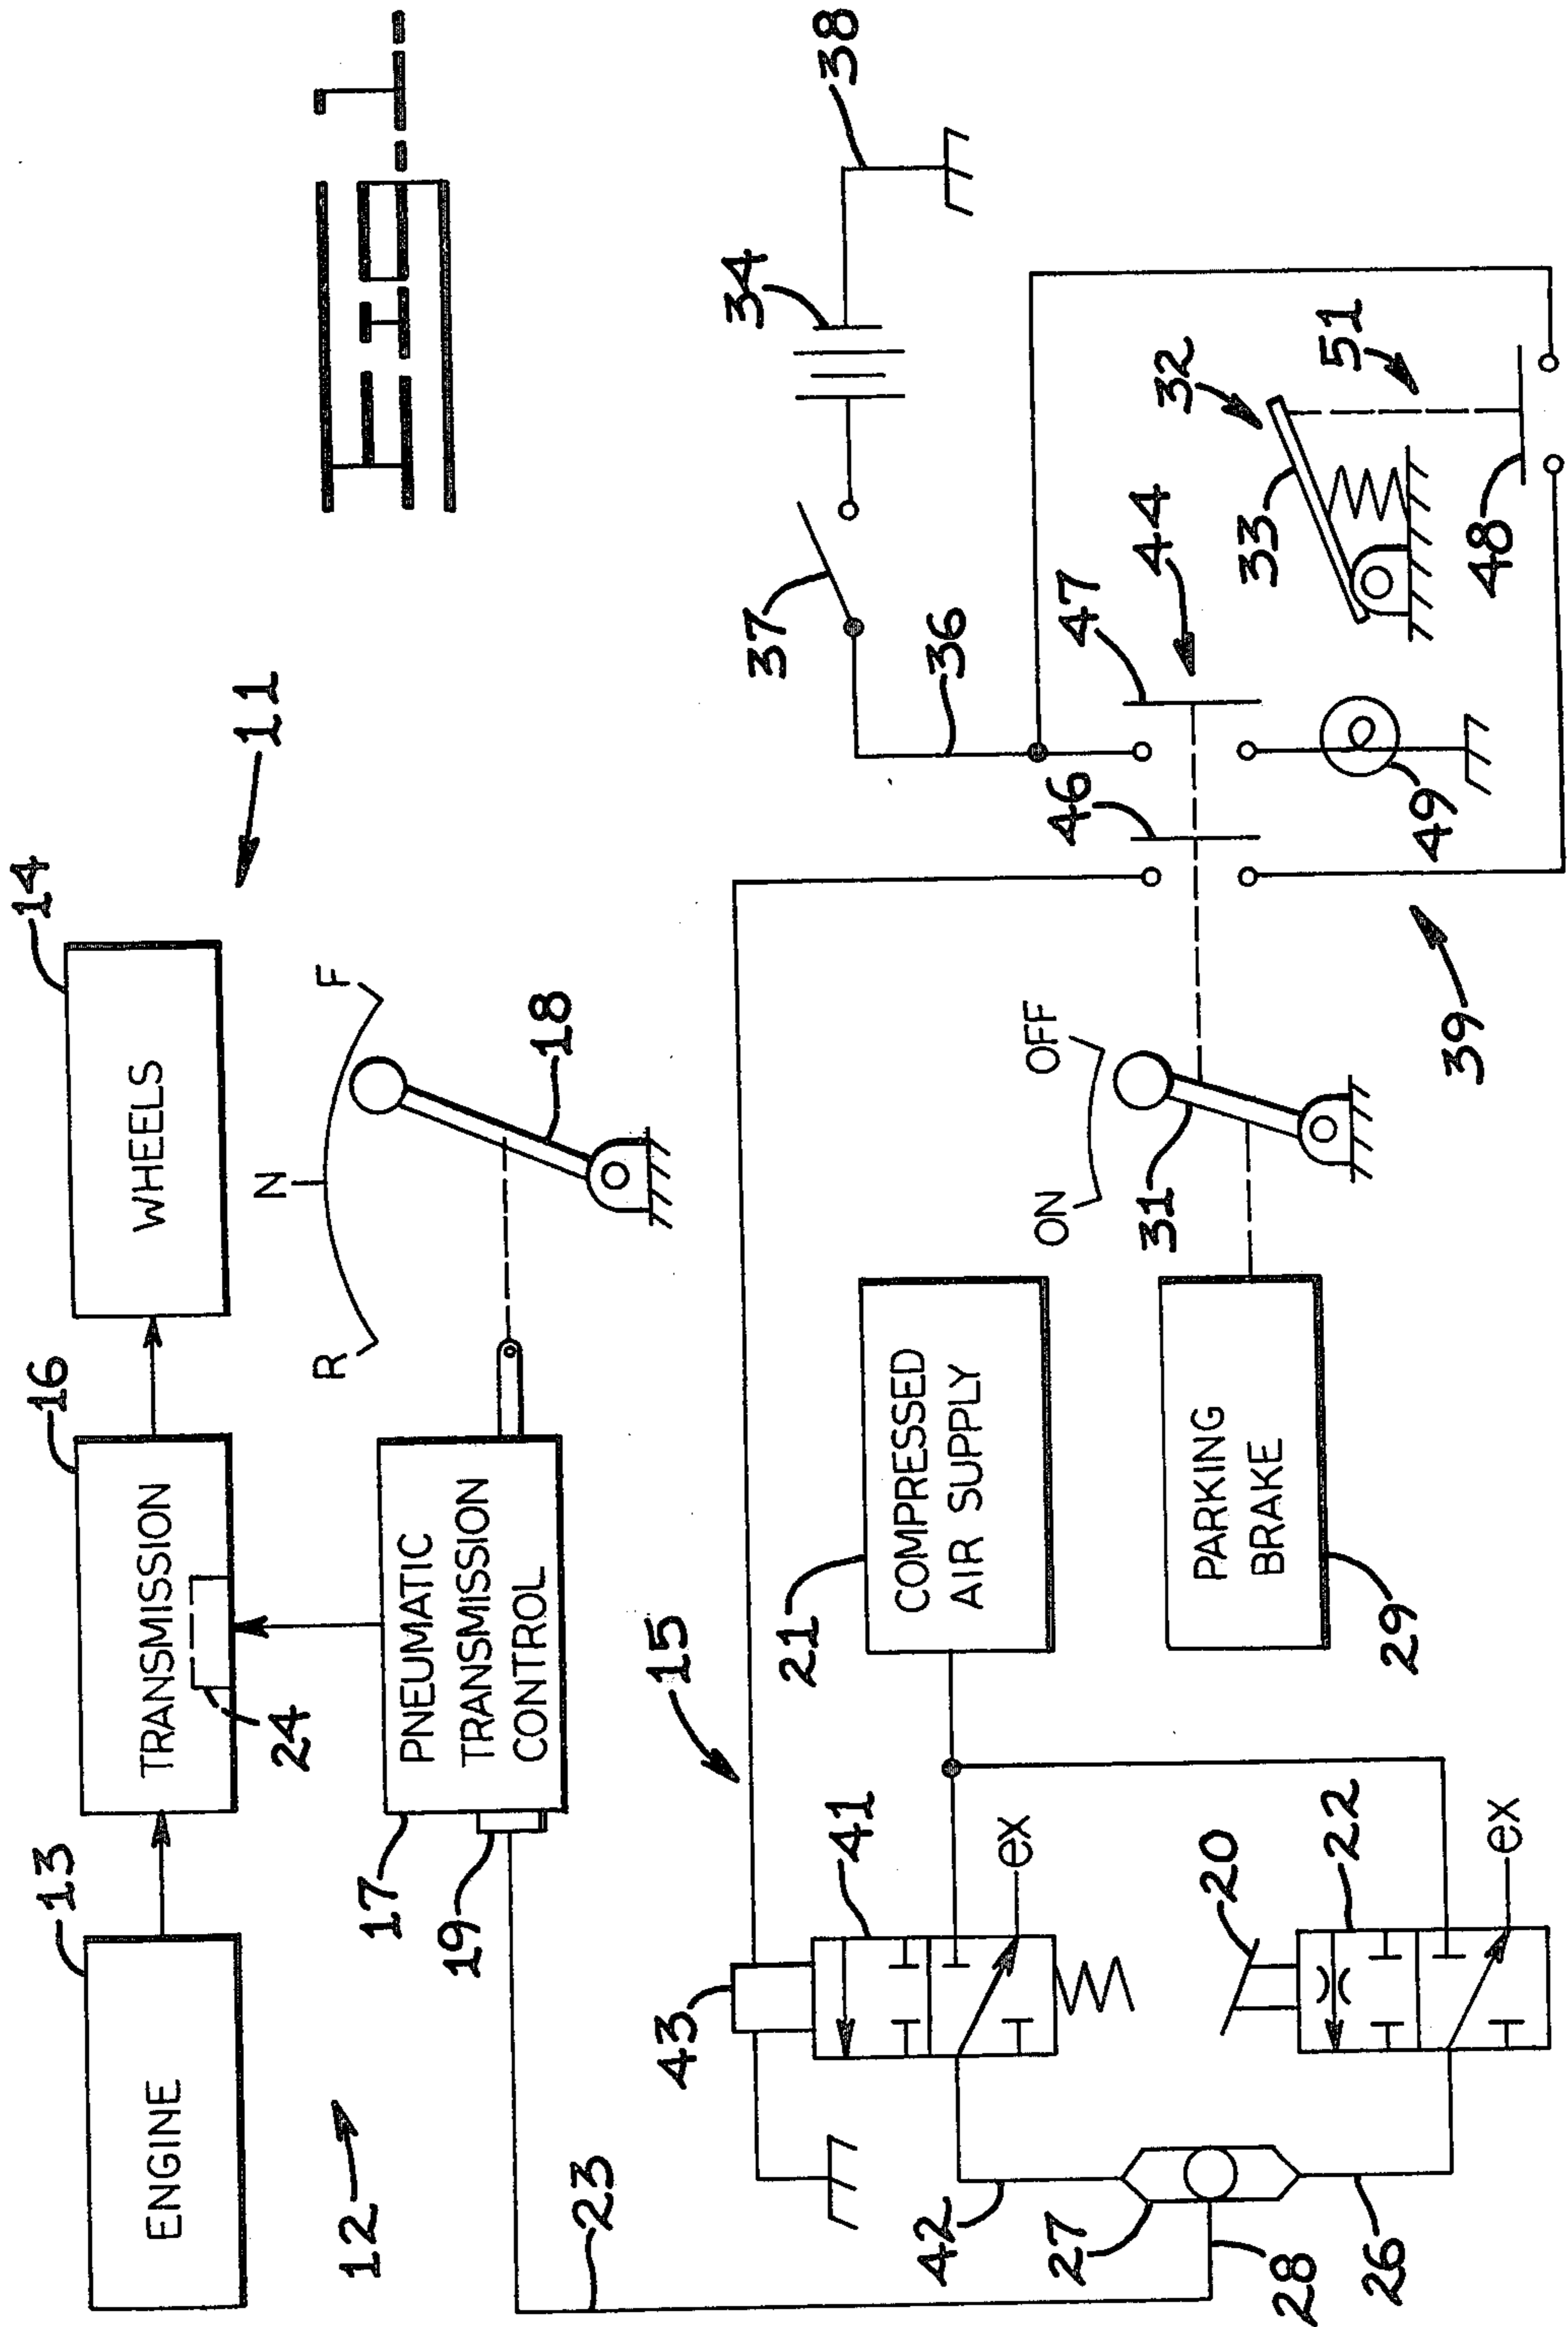 13
ENGINE
16
TRANSMISSION
24
14
WHEELS
12
11
17
PNEUMATIC
TRANSMISSION
CONTROL
19
R
N
F
18
23
15
43
41
ex
21
COMPRESSED
AIR SUPPLY
ON
OFF
31
PARKING
BRAKE
29
42
27
28
26
20
22
ex
37
34
38
36
46
47
44
32
33
51
48
49
39